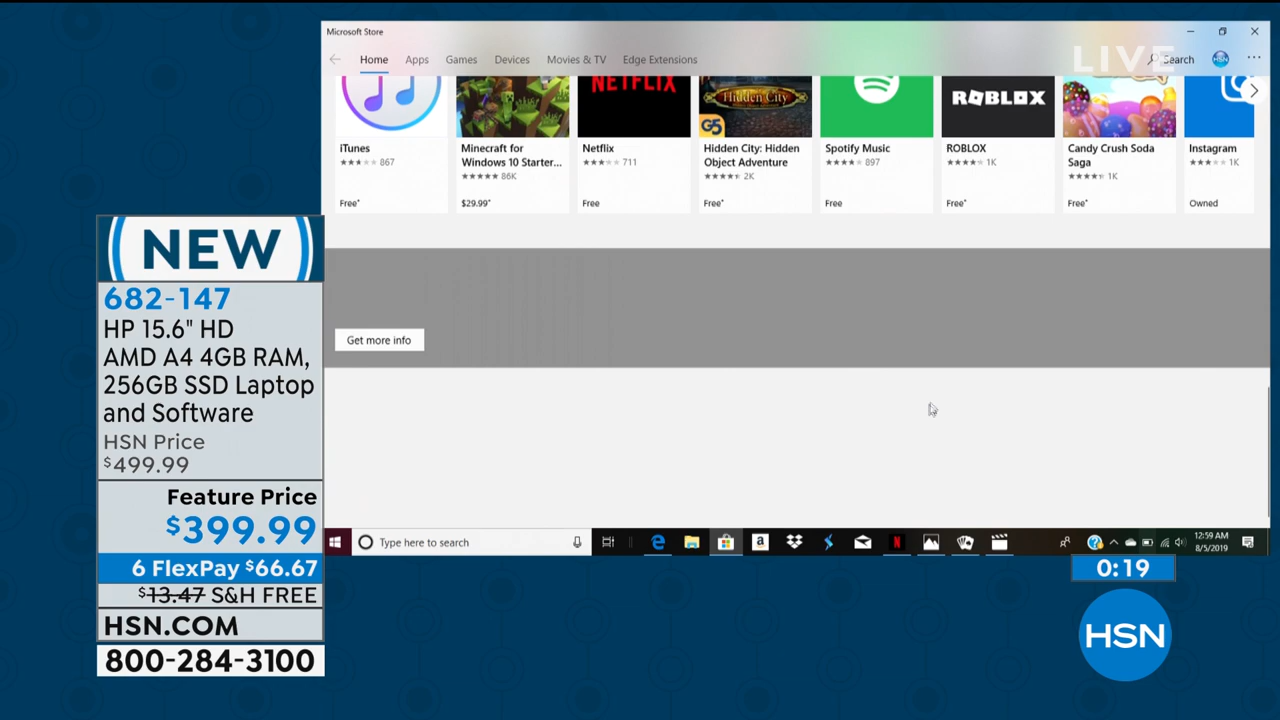 Microsoft Store
LIVE
Home Apps Games Devices Movies & TV Edge Extensions Search HSN
NETFLIX
Hidden City
G5
ROBLOX
iTunes
867
Free*
Minecraft for
Windows 10 Starter...
86K
$29.99*
Netflix
711
Free
Hidden City: Hidden
Object Adventure
2K
Free*
Spotify Music
897
Free
ROBLOX
1K
Free*
Candy Crush Soda
Saga
1K
Free*
Instagram
1K
Owned
Get more info
Type here to search
12:59 AM
8/5/2019
NEW
682-147
HP 15.6" HD
AMD A4 4GB RAM,
256GB SSD Laptop
and Software
HSN Price
$499.99
Feature Price
$399.99
6 FlexPay $66.67
$13.47 S&H FREE
HSN.COM
800-284-3100
0:19
HSN